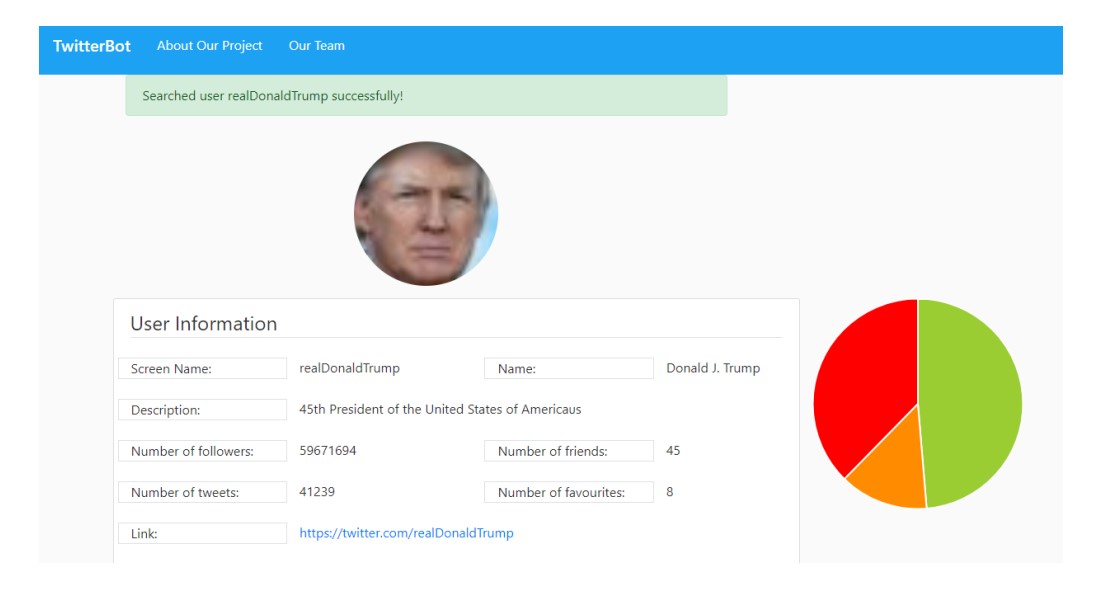 TwitterBot About Our Project Our Team
Searched user realDonaldTrump successfully!
User Information
Screen Name: realDonaldTrump Name: Donald J. Trump
Description: 45th President of the United States of Americaus
Number of followers: 59671694 Number of friends: 45
Number of tweets: 41239 Number of favourites: 8
Link: https://twitter.com/realDonaldTrump